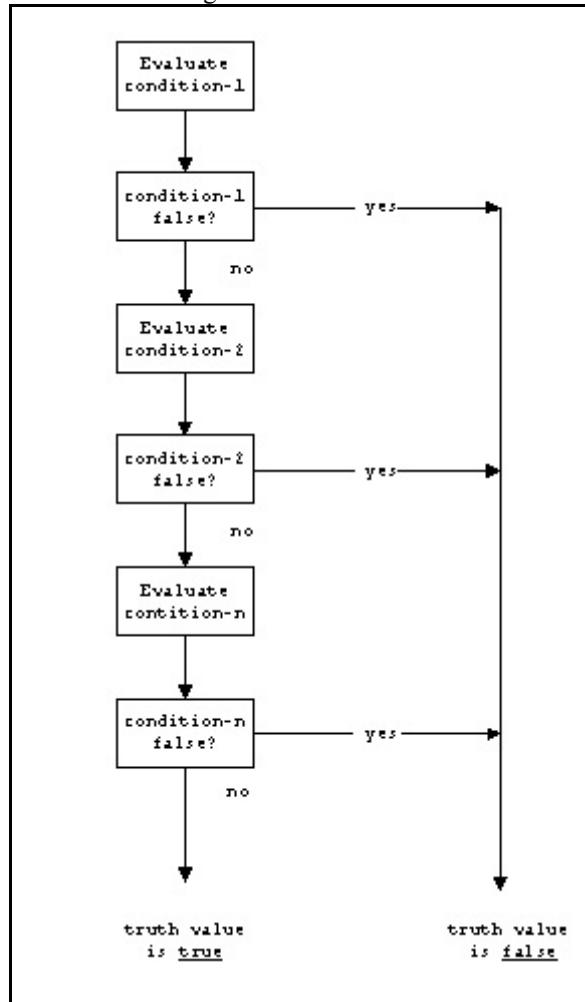 Evaluate
condition-1
condition-1
false?
yes
no
Evaluate
condition-2
condition-2
false?
yes
no
Evaluate
contition-n
condition-n
false?
yes
no
truth value
is true
truth value
is false